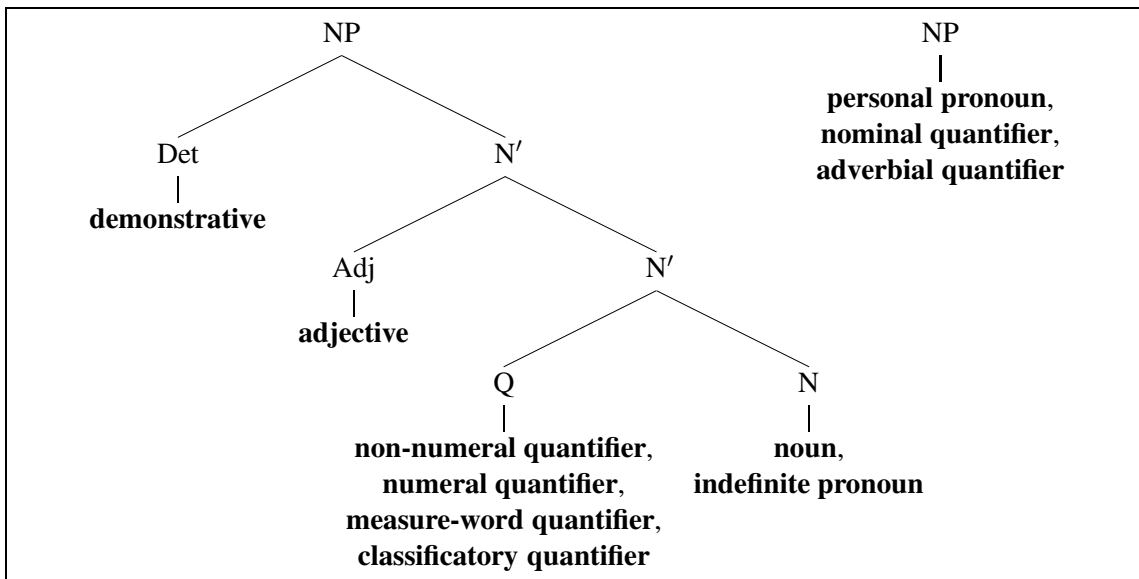 NP
NP
personal pronoun,
nominal quantifier,
adverbial quantifier
Det
N′
demonstrative
Adj
N′
adjective
Q
N
non-numeral quantifier,
numeral quantifier,
measure-word quantifier,
classificatory quantifier
noun,
indefinite pronoun